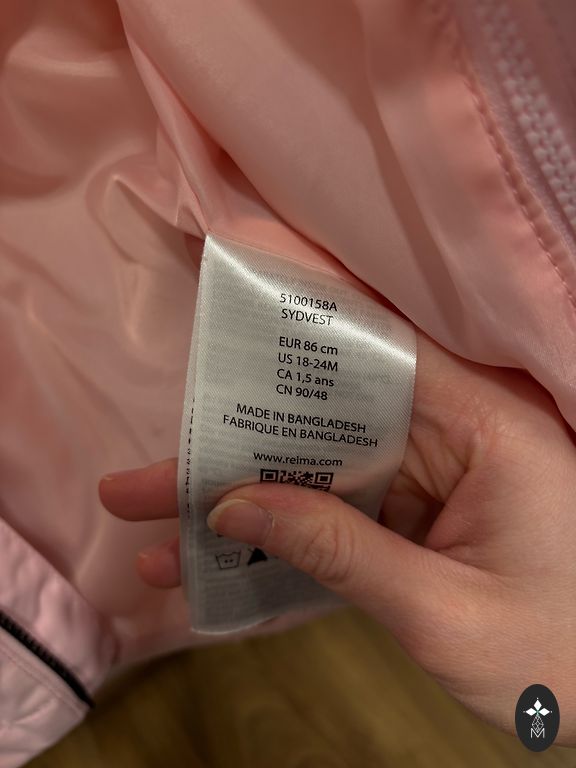 5100158A
SYDVEST
EUR 86 cm
US 18-24M
CA 1,5 ans
CN 90/48
MADE IN BANGLADESH
FABRIQUE EN BANGLADESH
www.reima.com
M